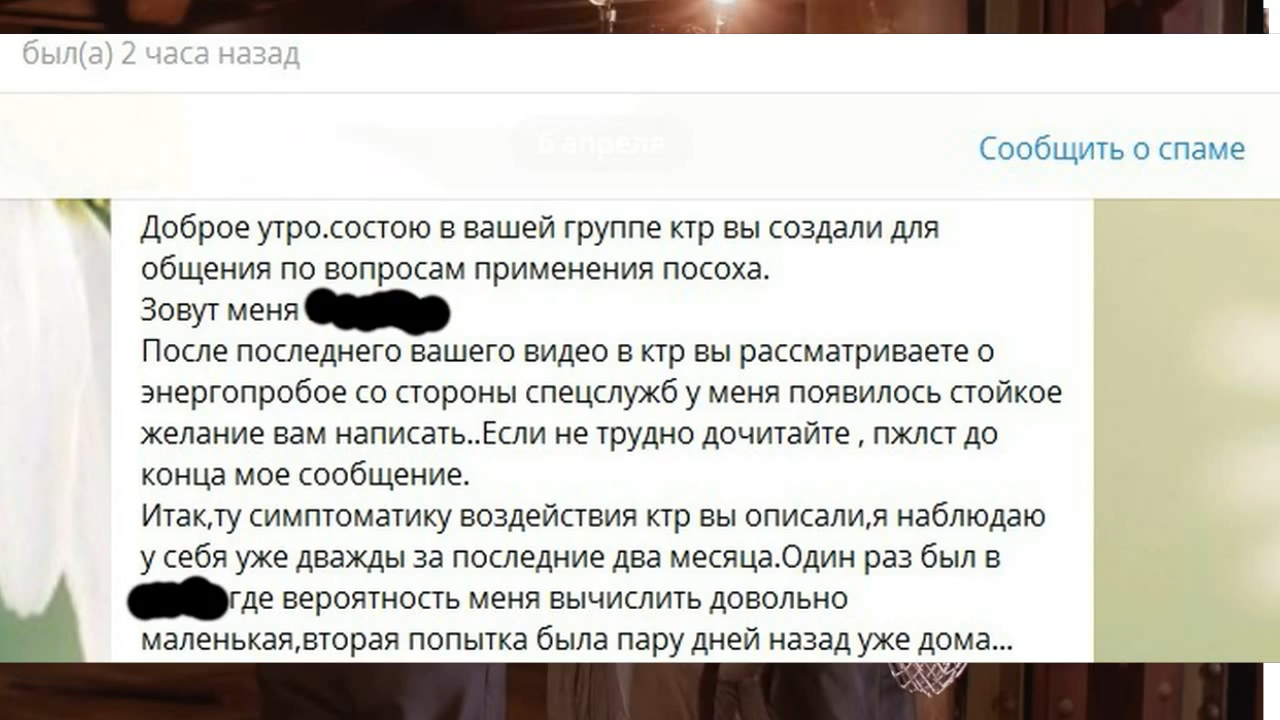 был(а) 2 часа назад
6 апреля
Сообщить о спаме
Доброе утро.состою в вашей группе ктр вы создали для
общения по вопросам применения посоха.
Зовут меня
После последнего вашего видео в ктр вы рассматриваете о
энергопробое со стороны спецслужб у меня появилось стойкое
желание вам написать..Если не трудно дочитайте , пжлст до
конца мое сообщение.
Итак,ту симптоматику воздействия ктр вы описали,я наблюдаю
у себя уже дважды за последние два месяца.Один раз был в
где вероятность меня вычислить довольно
маленькая,вторая попытка была пару дней назад уже дома...